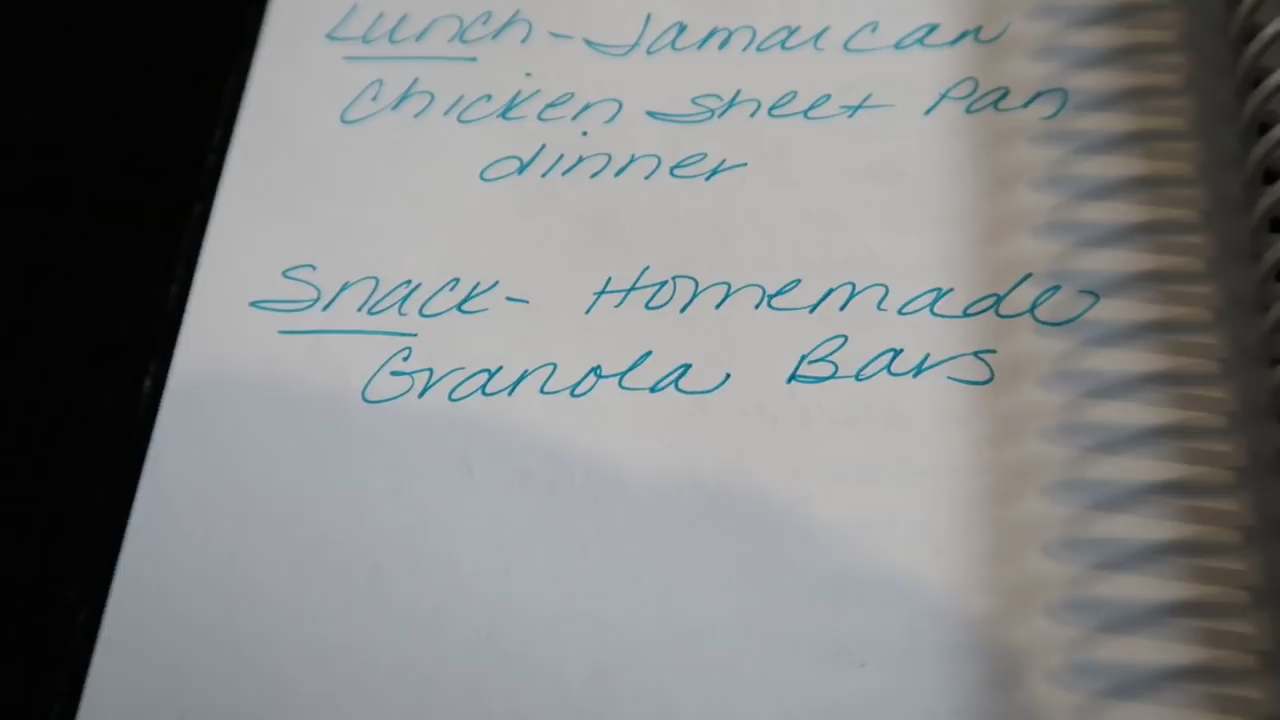 Lunch - Jamaican
Chicken Sheet Pan
dinner
Snack - Homemade
Granola Bars